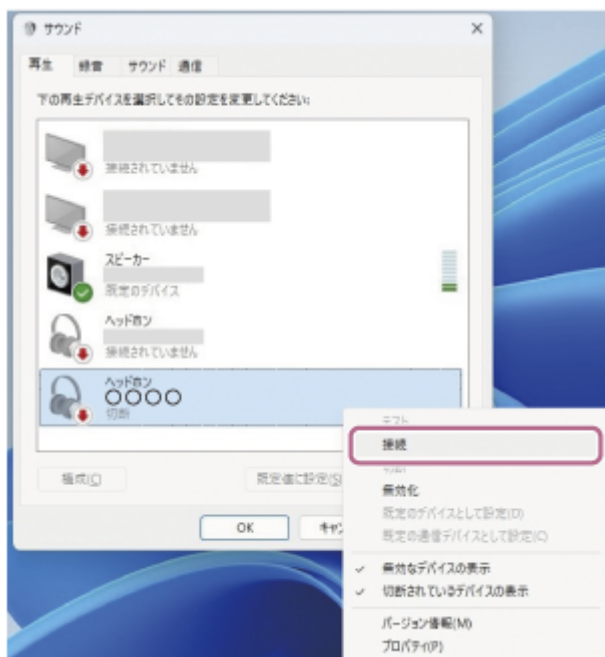 サウンド
再生 録音 サウンド 通信
下の再生デバイスを選択してその設定を変更してください:
接続されていません
接続されていません
スピーカー
既定のデバイス
ヘッドホン
接続されていません
ヘッドホン
○○○○
切断
構成(C)
既定値に設定(S)
OK
キャン
テスト
接続
切断
無効化
既定のデバイスとして設定(D)
既定の通信デバイスとして設定(C)
無効なデバイスの表示
切断されているデバイスの表示
バージョン情報(M)
プロパティ(P)